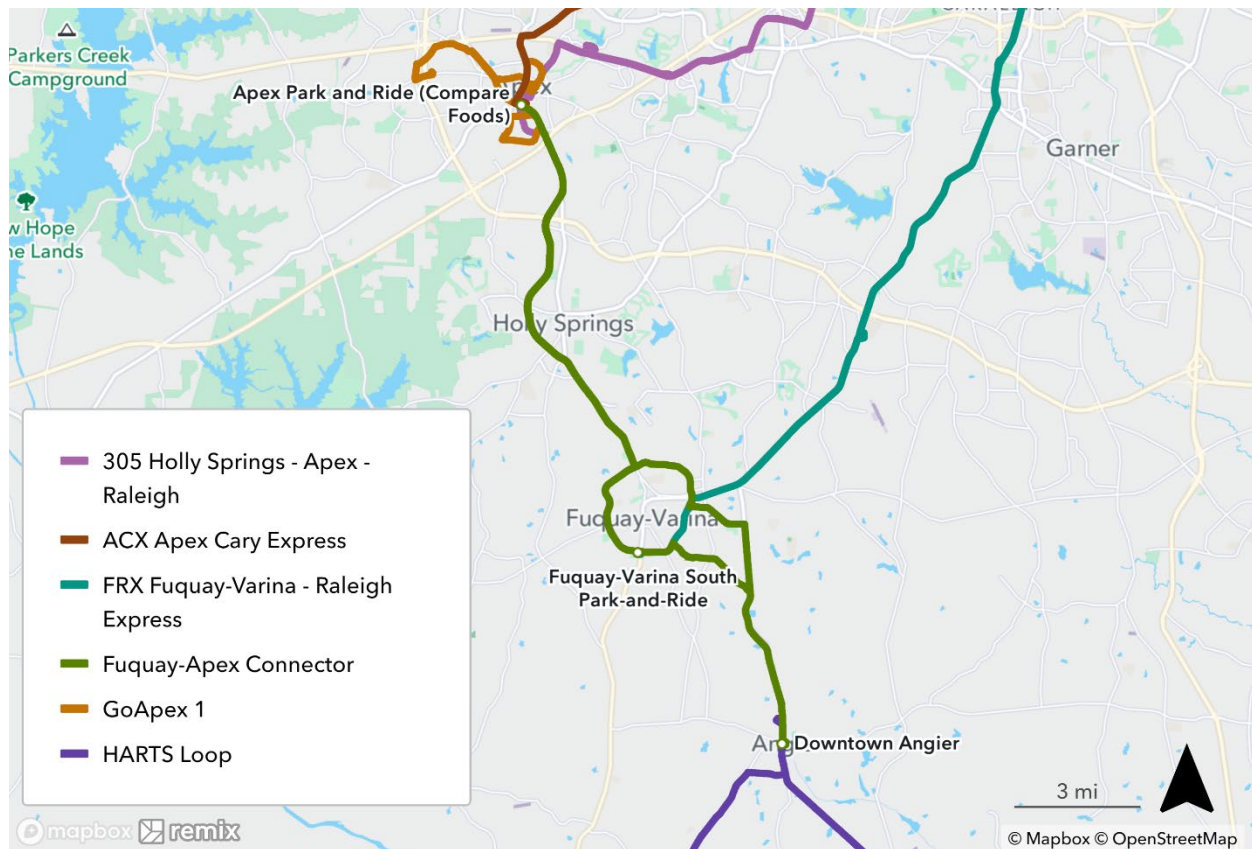 Parkers Creek
Campground
Apex Park and Ride (Compare
Foods)
Apex
Garner
w Hope
ne Lands
Holly Springs
Fuquay-Varina
Fuquay-Varina South
Park-and-Ride
Downtown Angier
305 Holly Springs - Apex -
Raleigh
ACX Apex Cary Express
FRX Fuquay-Varina - Raleigh
Express
Fuquay-Apex Connector
GoApex 1
HARTS Loop
3 mi
mapbox remix
© Mapbox © OpenStreetMap